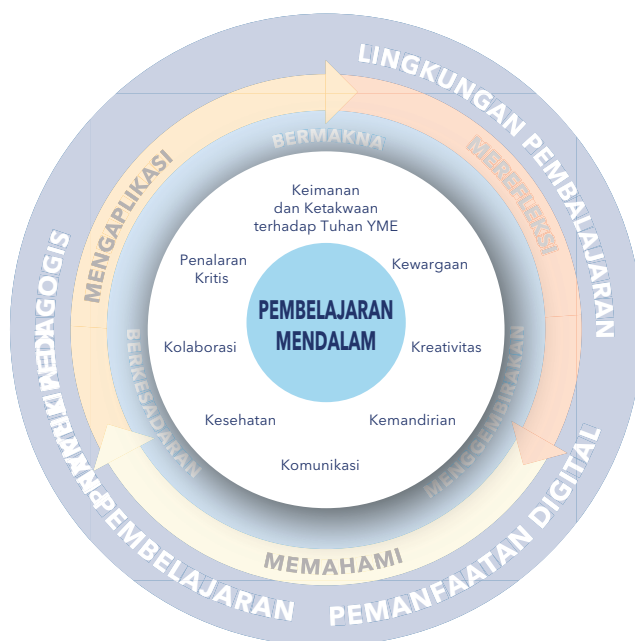 LINGKUNGAN PEMBALAJARAN
PEMANFAATAN DIGITAL
PEMBELAJARAN
MEREFLEKSI
MEMAHAMI
MENGAPLIKASI
BERMAKNA
MENGGEMBIRAKAN
BERKESADARAN
Keimanan
dan Ketakwaan
terhadap Tuhan YME
Kewargaan
Kreativitas
Kemandirian
Komunikasi
Kesehatan
Kolaborasi
Penalaran
Kritis
PEMBELAJARAN
MENDALAM